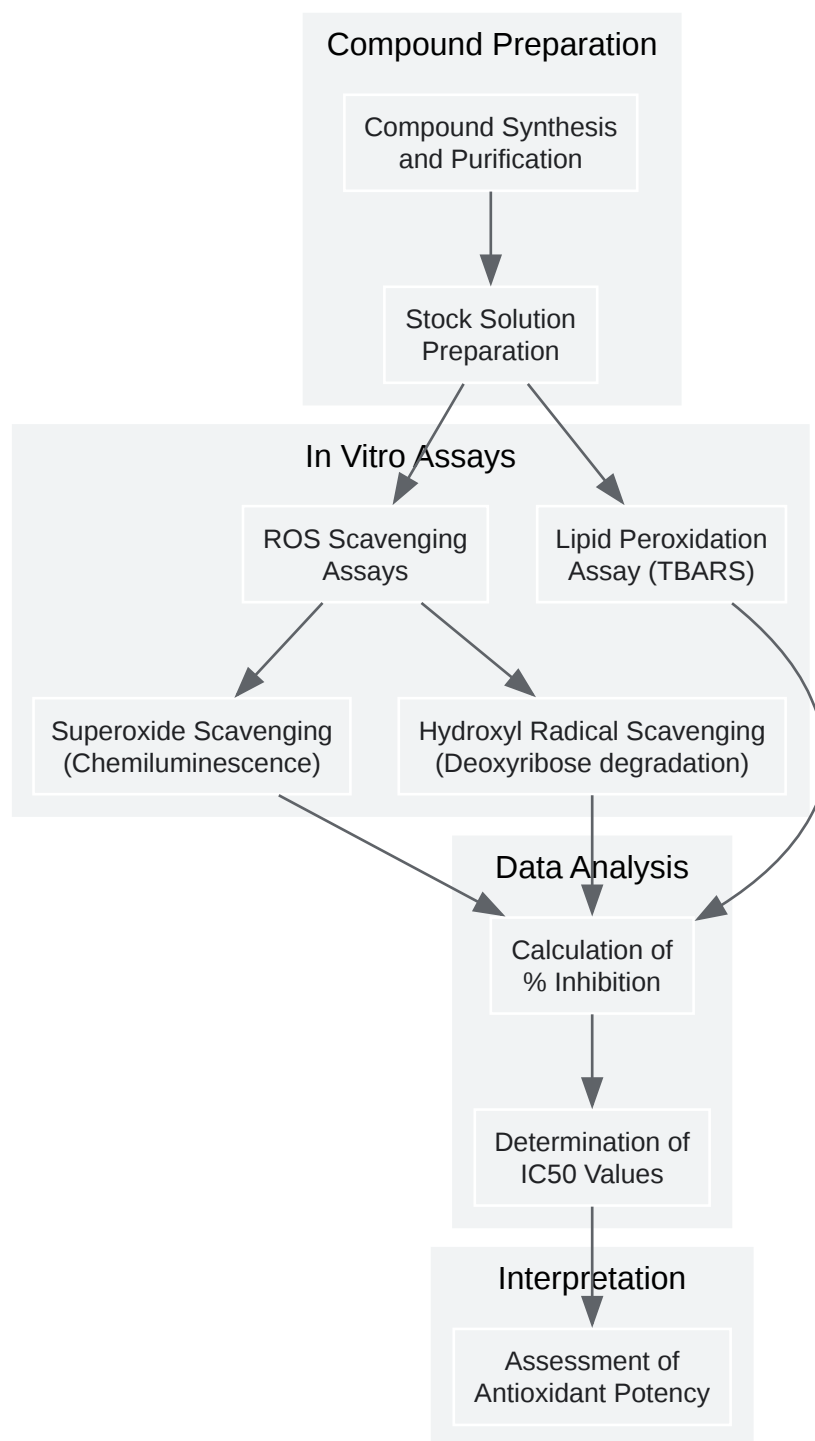 Compound Preparation
Compound Synthesis
and Purification
Stock Solution
Preparation
In Vitro Assays
ROS Scavenging
Assays
Lipid Peroxidation
Assay (TBARS)
Superoxide Scavenging
(Chemiluminescence)
Hydroxyl Radical Scavenging
(Deoxyribose degradation)
Data Analysis
Calculation of
% Inhibition
Determination of
IC50 Values
Interpretation
Assessment of
Antioxidant Potency